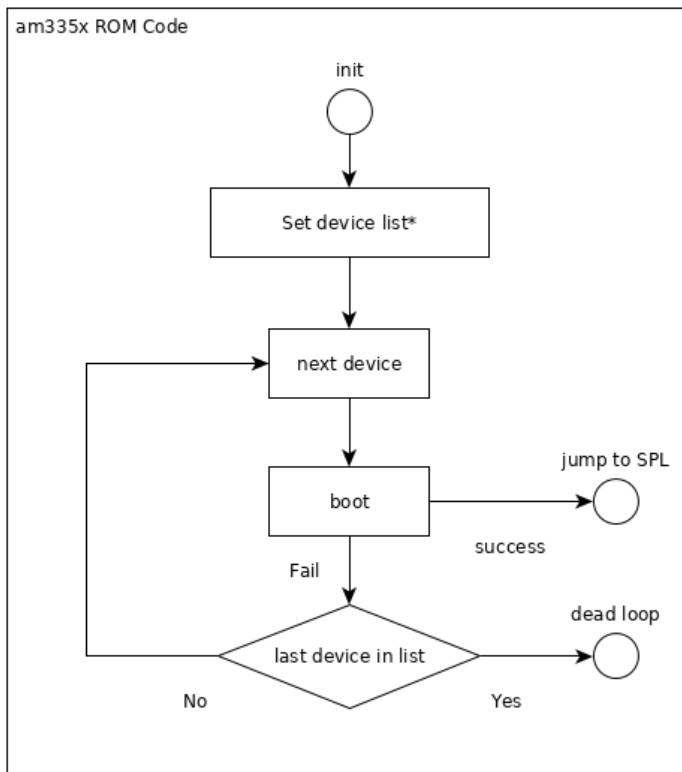 am335x ROM Code
init
Set device list*
next device
boot
jump to SPL
success
Fail
dead loop
last device in list
No
Yes